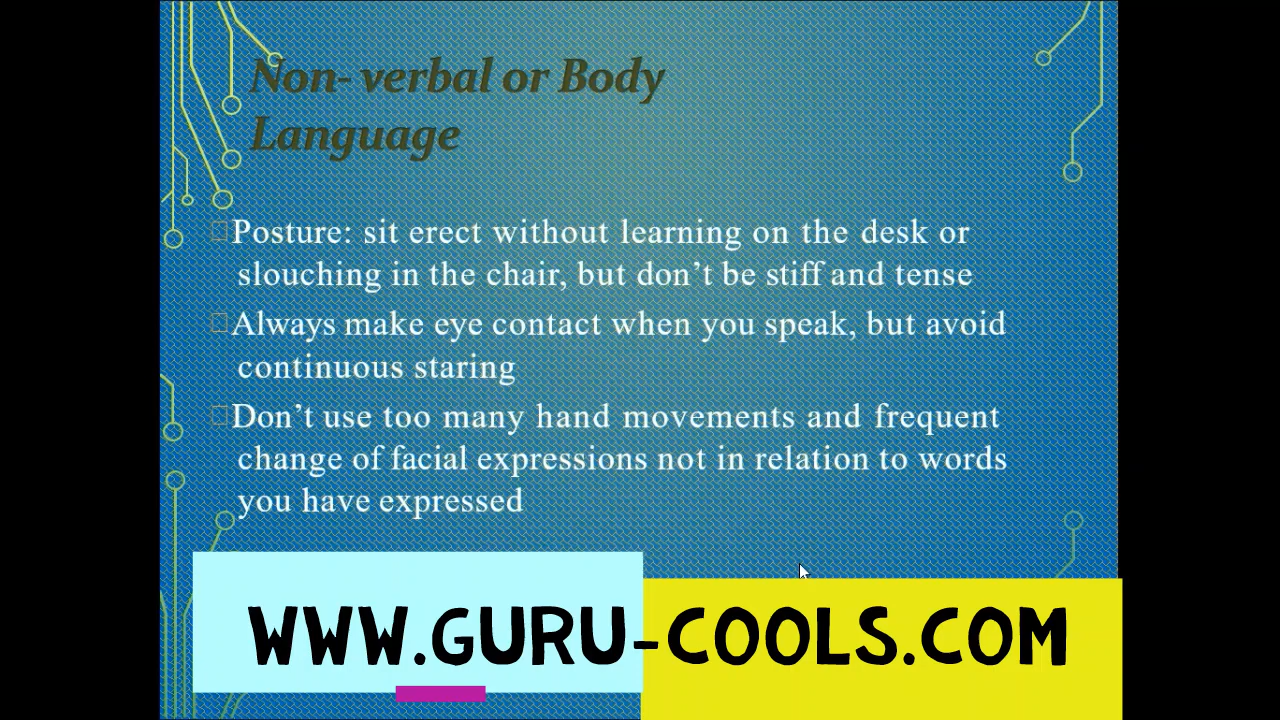 Non- verbal or Body
Language
Posture: sit erect without learning on the desk or
slouching in the chair, but don’t be stiff and tense
Always make eye contact when you speak, but avoid
continuous staring
Don’t use too many hand movements and frequent
change of facial expressions not in relation to words
you have expressed
WWW.GURU-COOLS.COM